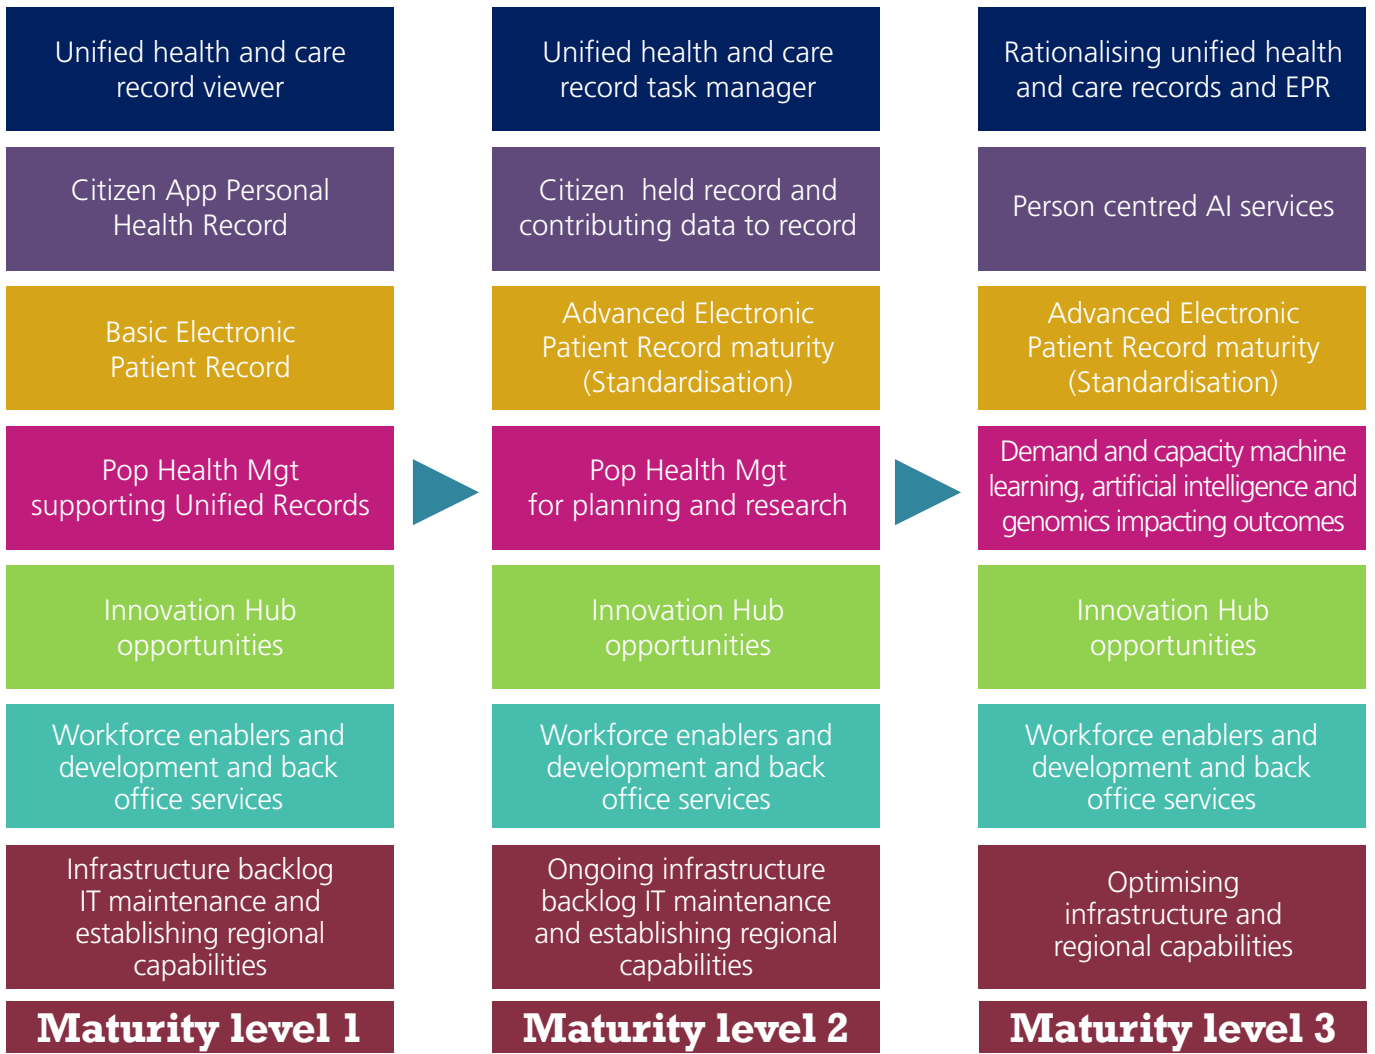 Unified health and care
record viewer
Citizen App Personal
Health Record
Basic Electronic
Patient Record
Pop Health Mgt
supporting Unified Records
Innovation Hub
opportunities
Workforce enablers and
development and back
office services
Infrastructure backlog
IT maintenance and
establishing regional
capabilities
Maturity level 1
Unified health and care
record task manager
Citizen held record and
contributing data to record
Advanced Electronic
Patient Record maturity
(Standardisation)
Pop Health Mgt
for planning and research
Innovation Hub
opportunities
Workforce enablers and
development and back
office services
Ongoing infrastructure
backlog IT maintenance
and establishing regional
capabilities
Maturity level 2
Rationalising unified health
and care records and EPR
Person centred AI services
Advanced Electronic
Patient Record maturity
(Standardisation)
Demand and capacity machine
learning, artificial intelligence and
genomics impacting outcomes
Innovation Hub
opportunities
Workforce enablers and
development and back
office services
Optimising
infrastructure and
regional capabilities
Maturity level 3